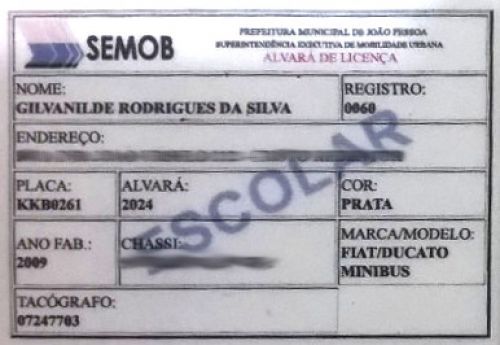 SEMOB
PREFEITURA MUNICIPAL DE JOÃO PESSOA
SUPERINTENDÊNCIA EXECUTIVA DE MOBILIDADE URBANA
ALVARÁ DE LICENÇA
NOME:
GILVANILDE RODRIGUES DA SILVA
REGISTRO:
0060
ENDEREÇO:
ESCOLAR
PLACA:
KKB0261
ALVARÁ:
2024
COR:
PRATA
ANO FAB.:
2009
CHASSI:
MARCA/MODELO:
FIAT/DUCATO
MINIBUS
TACÓGRAFO:
07247703